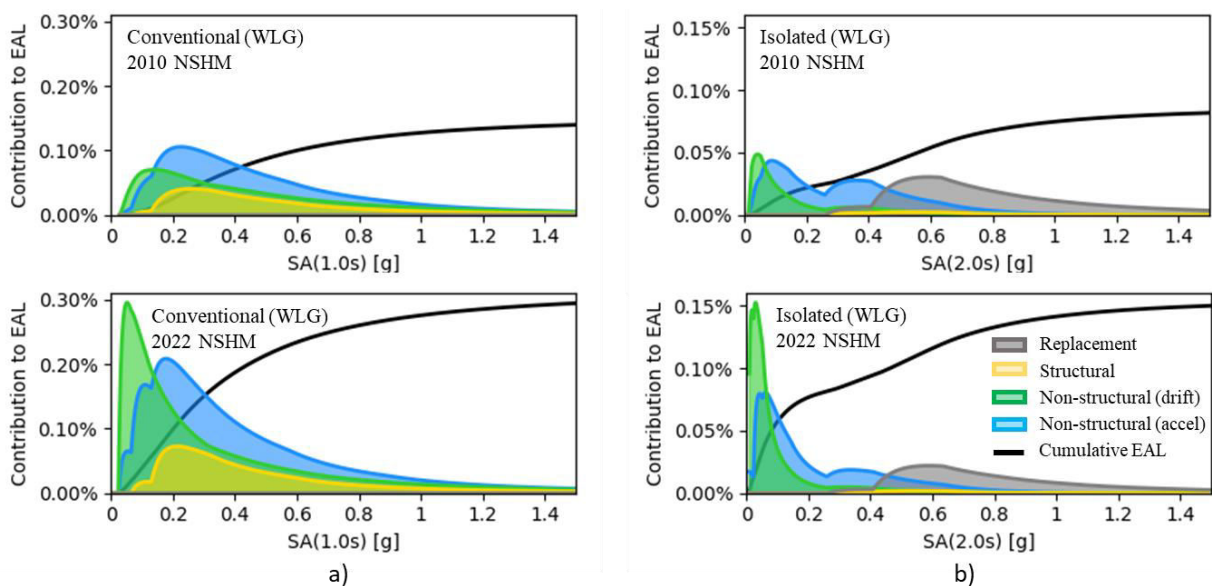 0.30%
0.20%
0.10%
0.00%
Contribution to EAL
Conventional (WLG)
2010 NSHM
0 0.2 0.4 0.6 0.8 1 1.2 1.4
SA(1.0s) [g]
0.15%
0.10%
0.05%
0.00%
Contribution to EAL
Isolated (WLG)
2010 NSHM
0 0.2 0.4 0.6 0.8 1 1.2 1.4
SA(2.0s) [g]
0.30%
0.20%
0.10%
0.00%
Contribution to EAL
Conventional (WLG)
2022 NSHM
0 0.2 0.4 0.6 0.8 1 1.2 1.4
SA(1.0s) [g]
a)
0.15%
0.10%
0.05%
0.00%
Contribution to EAL
Isolated (WLG)
2022 NSHM
Replacement
Structural
Non-structural (drift)
Non-structural (accel)
Cumulative EAL
0 0.2 0.4 0.6 0.8 1 1.2 1.4
SA(2.0s) [g]
b)